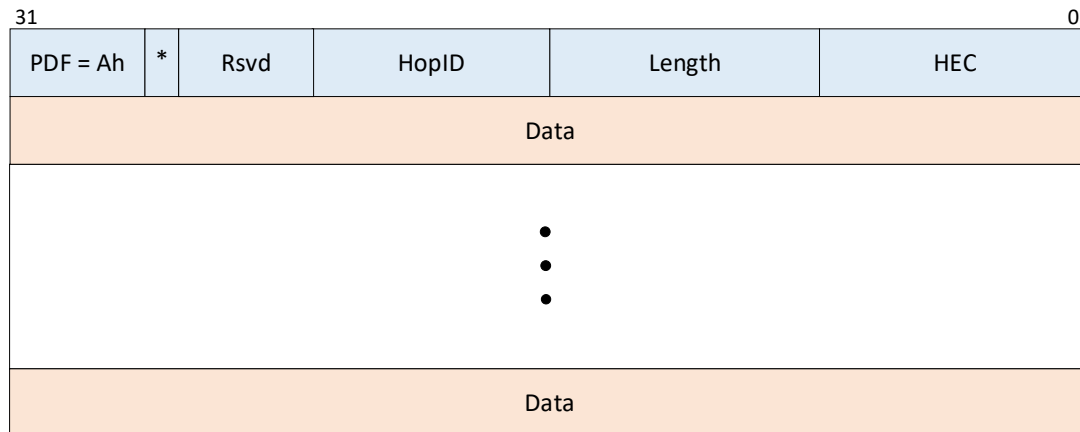 31 0
PDF = Ah * Rsvd HopID Length HEC
Data
Data